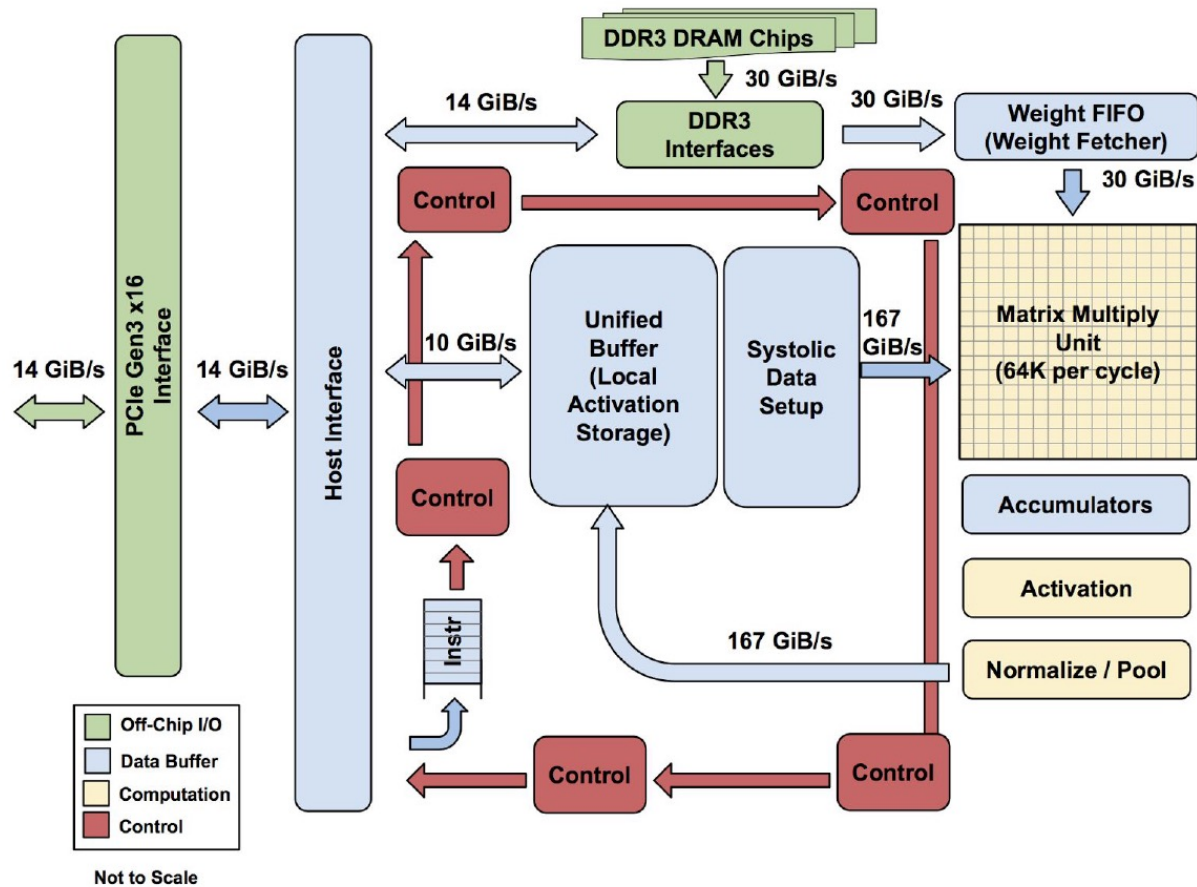 DDR3 DRAM Chips
30 GiB/s
14 GiB/s
DDR3
Interfaces
30 GiB/s
Weight FIFO
(Weight Fetcher)
30 GiB/s
Control
Control
PCIe Gen3 x16
Interface
14 GiB/s
14 GiB/s
Host Interface
10 GiB/s
Unified
Buffer
(Local
Activation
Storage)
Systolic
Data
Setup
167
GiB/s
Matrix Multiply
Unit
(64K per cycle)
Control
Accumulators
Activation
Instr
167 GiB/s
Normalize / Pool
Control
Control
Off-Chip I/O
Data Buffer
Computation
Control
Not to Scale